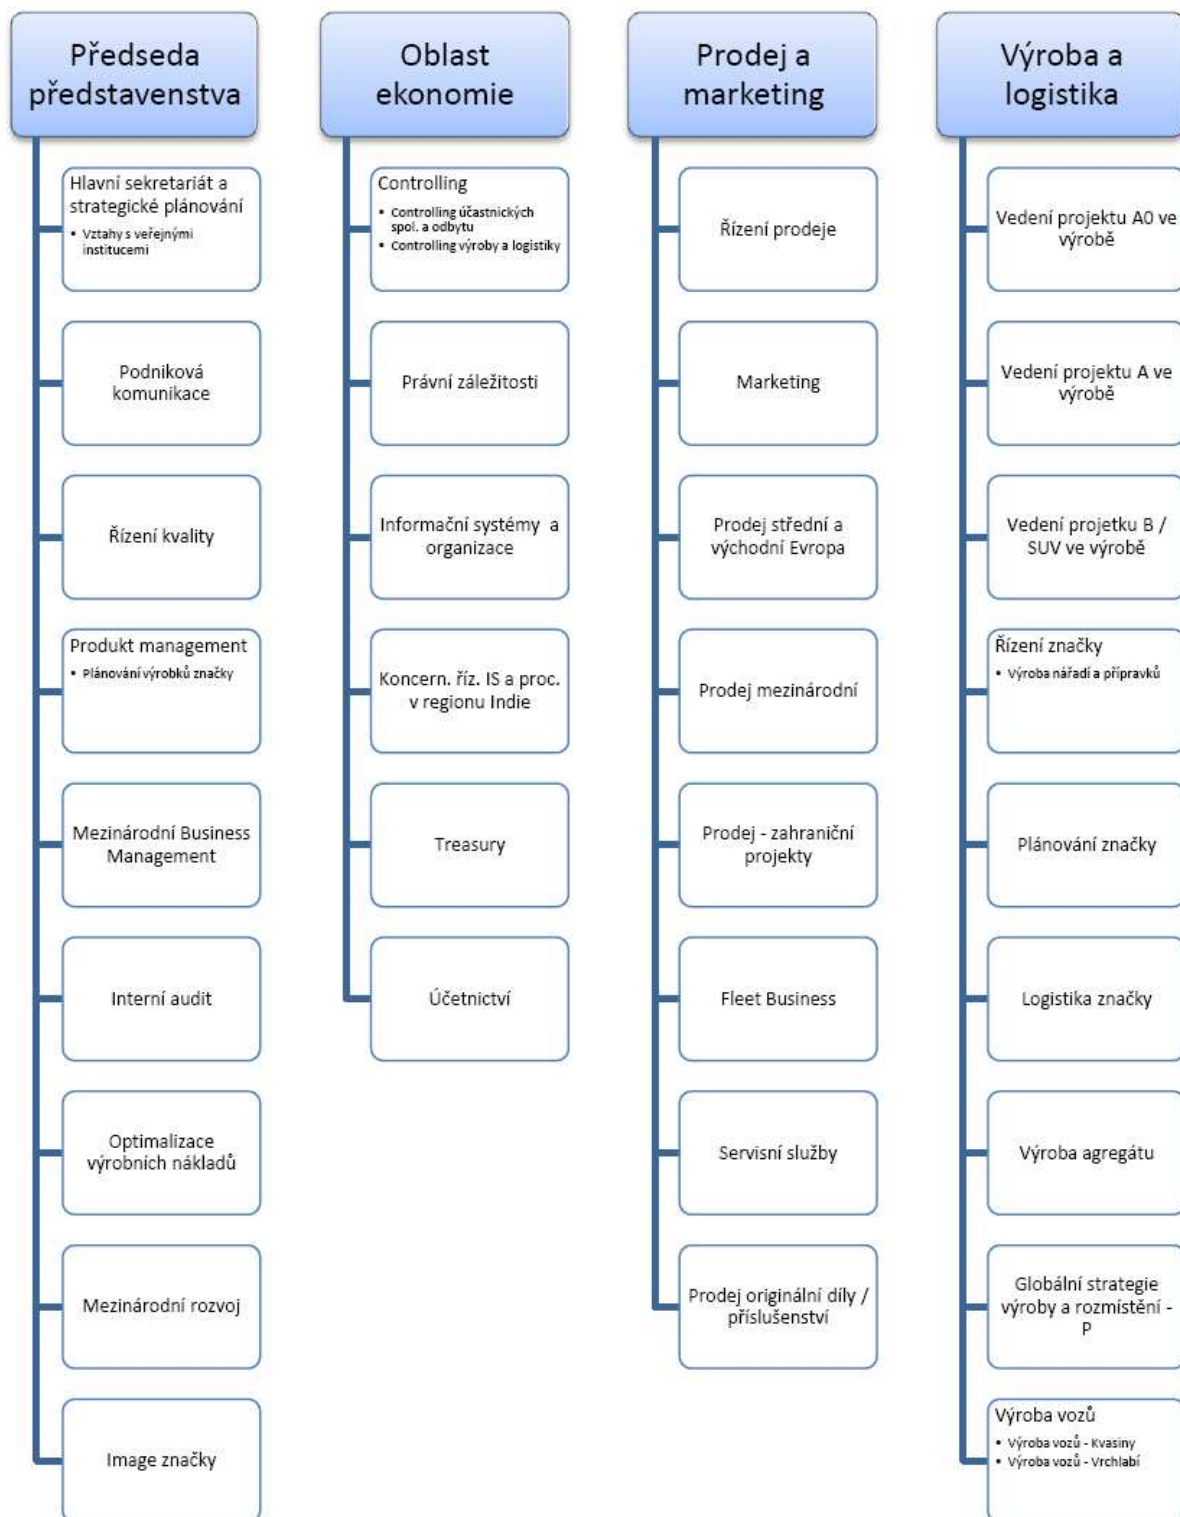 Předseda
představenstva
Hlavní sekretariát a
strategické plánování
• Vztahy s veřejnými
institucemi
Podniková
komunikace
Řízení kvality
Produkt management
• Plánování výrobků značky
Mezinárodní Business
Management
Interní audit
Optimalizace
výrobních nákladů
Mezinárodní rozvoj
Image značky
Oblast
ekonomie
Controlling
• Controlling účastnických
spol. a odbytu
• Controlling výroby a logistiky
Právní záležitosti
Informační systémy a
organizace
Koncern. říz. IS a proc.
v regionu Indie
Treasury
Účetnictví
Prodej a
marketing
Řízení prodeje
Marketing
Prodej střední a
východní Evropa
Prodej mezinárodní
Prodej - zahraniční
projekty
Fleet Business
Servisní služby
Prodej originální díly /
příslušenství
Výroba a
logistika
Vedení projektu A0 ve
výrobě
Vedení projektu A ve
výrobě
Vedení projetku B /
SUV ve výrobě
Řízení značky
• Výroba nářadí a přípravků
Plánování značky
Logistika značky
Výroba agregátu
Globální strategie
výroby a rozmístění -
P
Výroba vozů
• Výroba vozů - Kvasiny
• Výroba vozů - Vrchlabí